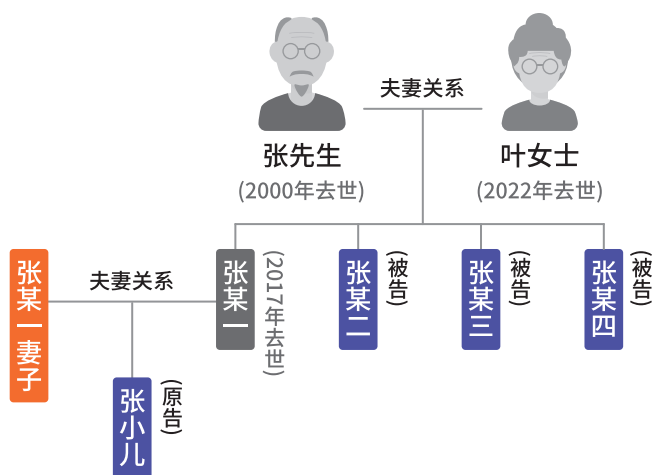 夫妻关系
张先生
叶女士
(2000年去世)
(2022年去世)
张某一妻子
夫妻关系
张某一
(2017年去世)
张某二
(被告)
张某三
(被告)
张某四
(被告)
张小儿
(原告)